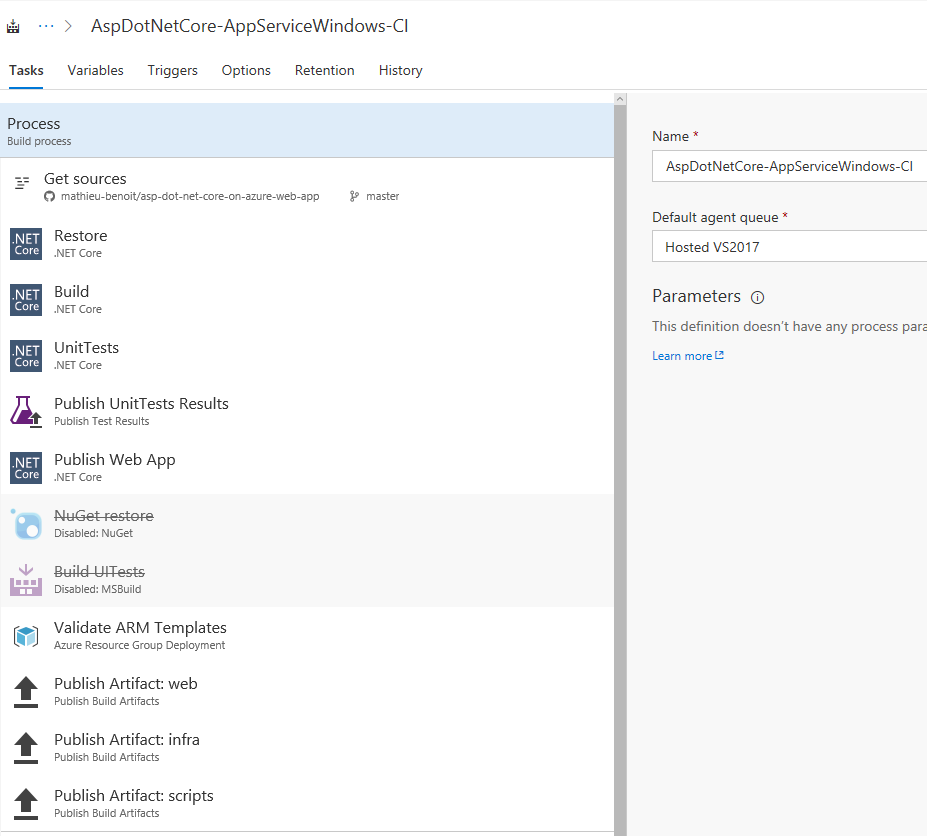 ··· > AspDotNetCore-AppServiceWindows-CI
Tasks Variables Triggers Options Retention History
Process
Build process
Get sources
mathieu-benoit/asp-dot-net-core-on-azure-web-app master
.NET Core Restore
.NET Core
.NET Core Build
.NET Core
.NET Core UnitTests
.NET Core
Publish UnitTests Results
Publish Test Results
.NET Core Publish Web App
.NET Core
NuGet restore
Disabled: NuGet
Build UITests
Disabled: MSBuild
Validate ARM Templates
Azure Resource Group Deployment
Publish Artifact: web
Publish Build Artifacts
Publish Artifact: infra
Publish Build Artifacts
Publish Artifact: scripts
Publish Build Artifacts
Name *
AspDotNetCore-AppServiceWindows-CI
Default agent queue *
Hosted VS2017
Parameters
This definition doesn't have any process para
Learn more